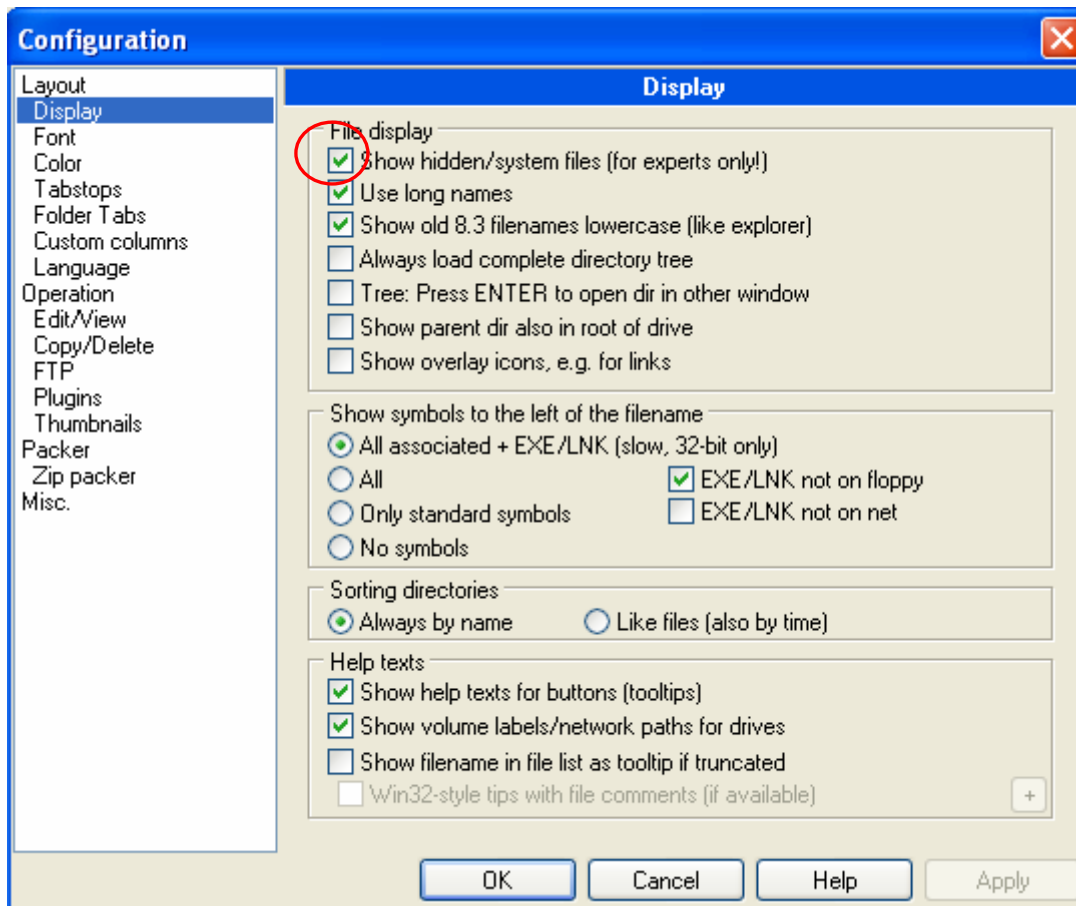 Configuration
Layout
Display
Font
Color
Tabstops
Folder Tabs
Custom columns
Language
Operation
Edit/View
Copy/Delete
FTP
Plugins
Thumbnails
Packer
Zip packer
Misc.
Display
File display
Show hidden/system files (for experts only!)
Use long names
Show old 8.3 filenames lowercase (like explorer)
Always load complete directory tree
Tree: Press ENTER to open dir in other window
Show parent dir also in root of drive
Show overlay icons, e.g. for links
Show symbols to the left of the filename
All associated + EXE/LNK (slow, 32-bit only)
All
EXE/LNK not on floppy
Only standard symbols
EXE/LNK not on net
No symbols
Sorting directories
Always by name
Like files (also by time)
Help texts
Show help texts for buttons (tooltips)
Show volume labels/network paths for drives
Show filename in file list as tooltip if truncated
Win32-style tips with file comments (if available)
+
OK
Cancel
Help
Apply